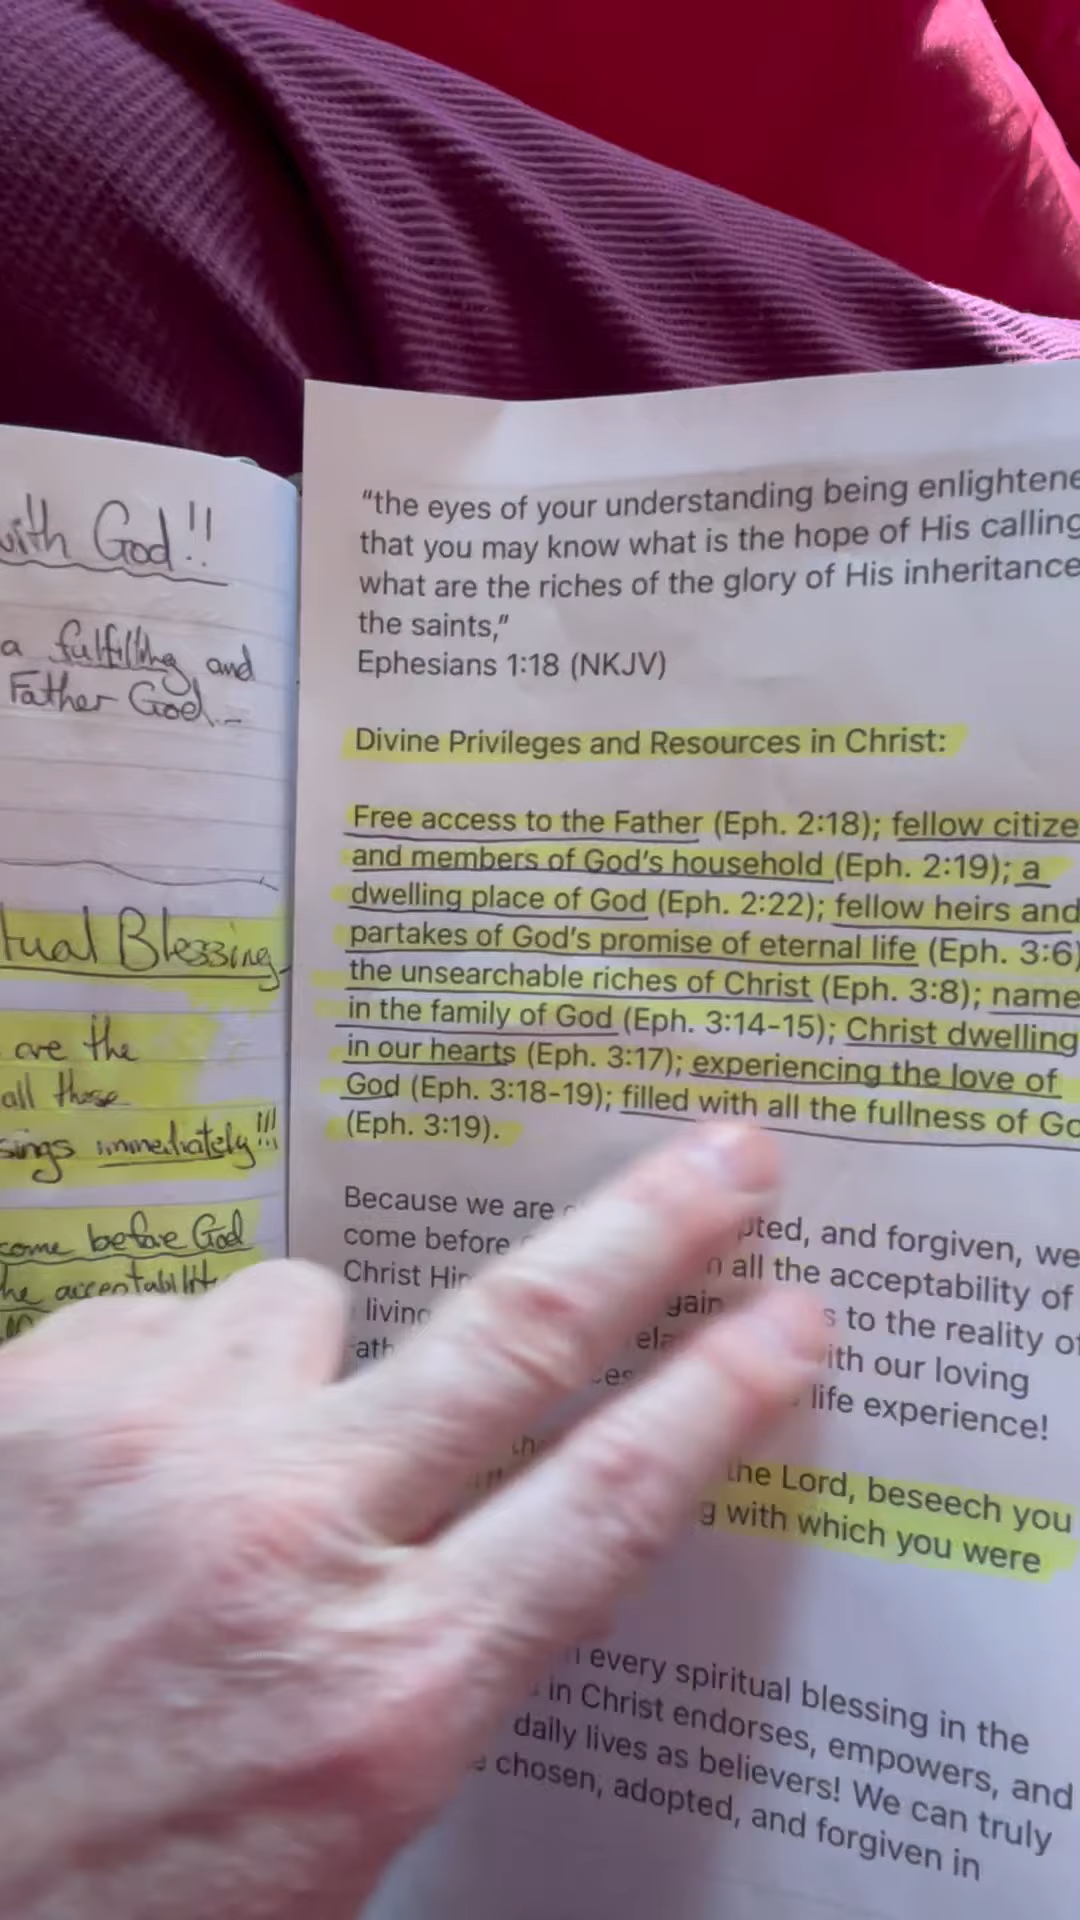 with God!!
a fulfilling and
Father God...
tual Blessing
are the
all these
sings immediately!!!
come before God
he acceptabilit
"the eyes of your understanding being enlightene
that you may know what is the hope of His calling
what are the riches of the glory of His inheritance
the saints,"
Ephesians 1:18 (NKJV)
Divine Privileges and Resources in Christ:
Free access to the Father (Eph. 2:18); fellow citize
and members of God's household (Eph. 2:19); a
dwelling place of God (Eph. 2:22); fellow heirs and
partakes of God's promise of eternal life (Eph. 3:6)
the unsearchable riches of Christ (Eph. 3:8); name
in the family of God (Eph. 3:14-15); Christ dwelling
in our hearts (Eph. 3:17); experiencing the love of
God (Eph. 3:18-19); filled with all the fullness of Go
(Eph. 3:19).
Because we are pted, and forgiven, we
come before n all the acceptability of
Christ Hi gain s to the reality of
living ela ith our loving
ath ces life experience!
the Lord, beseech you
g with which you were
every spiritual blessing in the
in Christ endorses, empowers, and
daily lives as believers! We can truly
chosen, adopted, and forgiven in